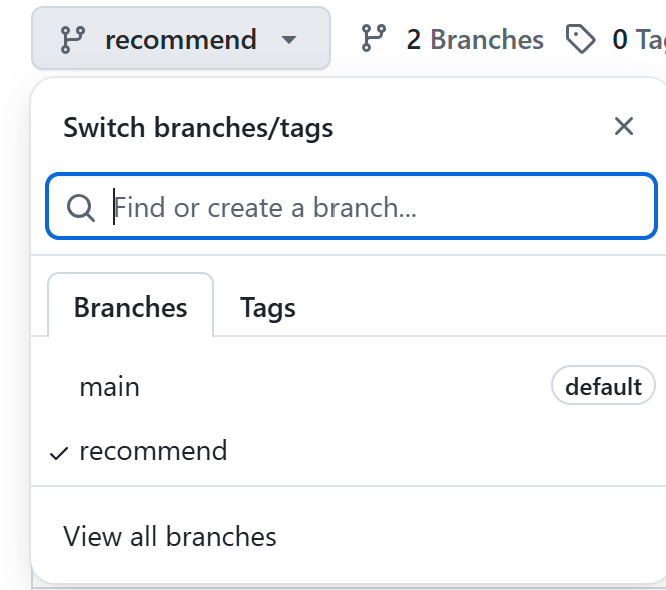 recommend 2 Branches 0
Switch branches/tags
Find or create a branch...
Branches Tags
main default
recommend
View all branches